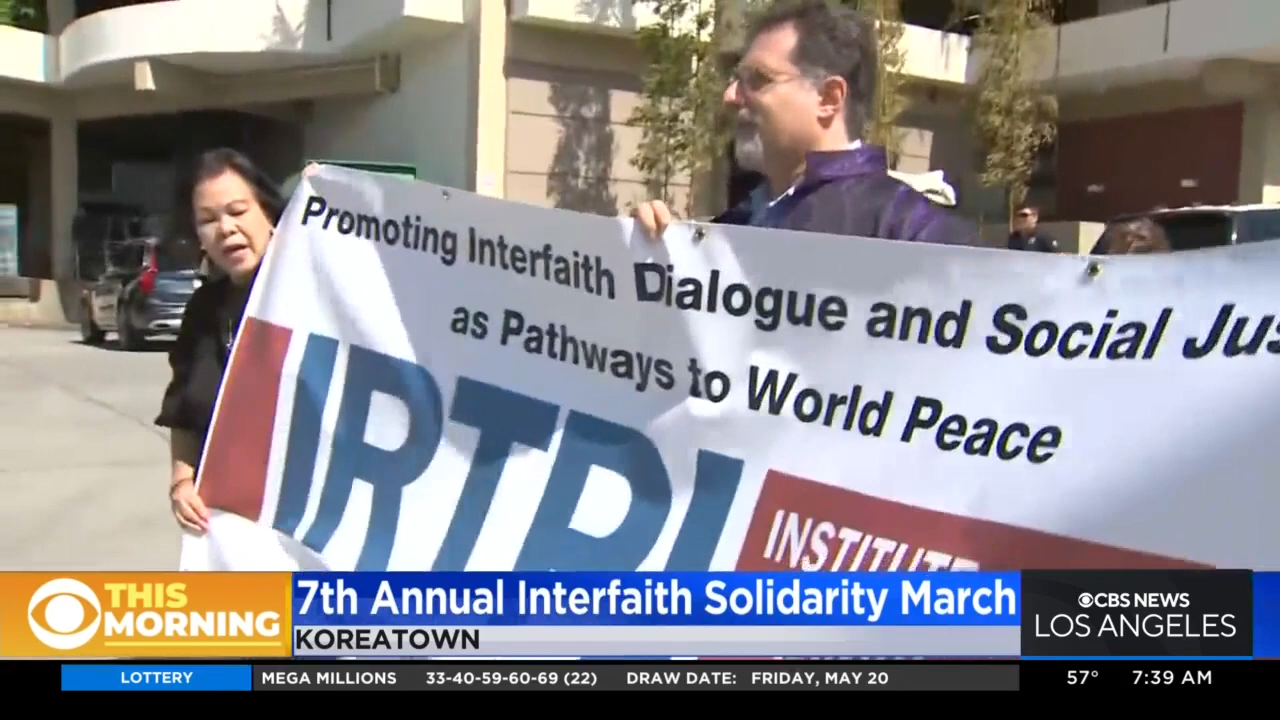 Promoting Interfaith Dialogue and Social Jus
as Pathways to World Peace
IRTPI
INSTITUTE
THIS
MORNING
7th Annual Interfaith Solidarity March
KOREATOWN
CBS NEWS
LOS ANGELES
LOTTERY
MEGA MILLIONS 33-40-59-60-69 (22) DRAW DATE: FRIDAY, MAY 20
57° 7:39 AM